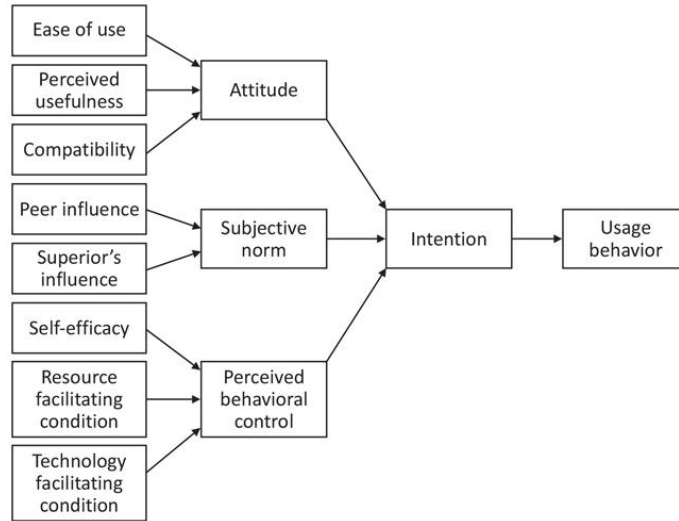 Ease of use
Perceived
usefulness
Compatibility
Peer influence
Superior's
influence
Self-efficacy
Resource
facilitating
condition
Technology
facilitating
condition
Attitude
Subjective
norm
Perceived
behavioral
control
Intention
Usage
behavior